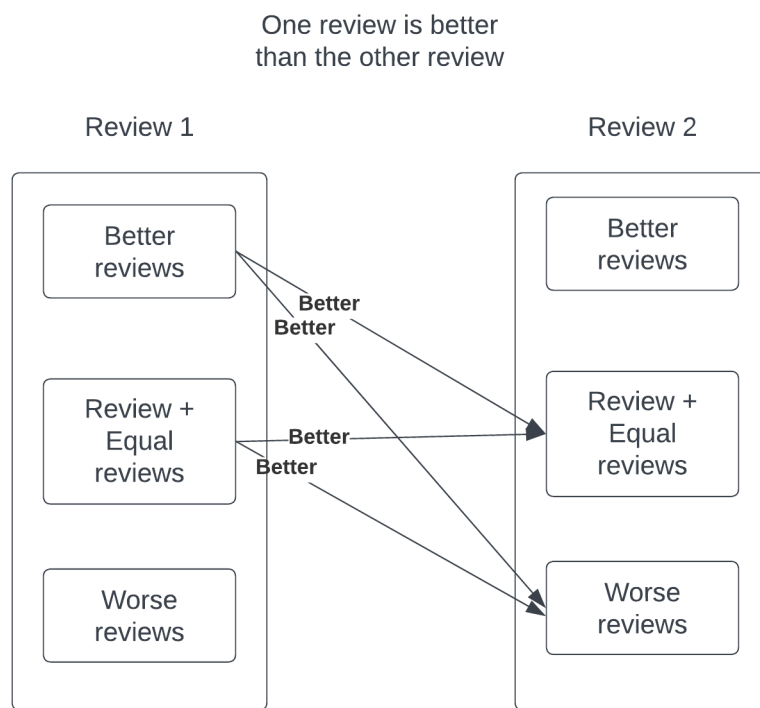 One review is better
than the other review
Review 1
Review 2
Better
reviews
Review +
Equal
reviews
Worse
reviews
Better
Better
Better
Better
Better
reviews
Review +
Equal
reviews
Worse
reviews